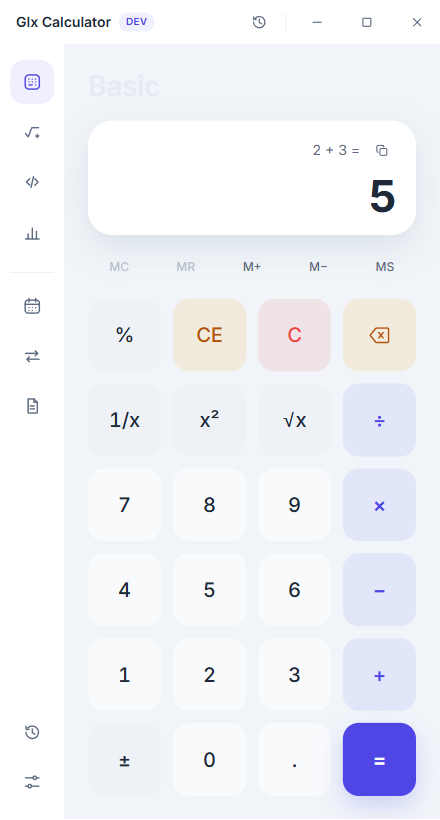 Glx Calculator DEV
Basic
2 + 3 =
5
MC MR M+ M− MS
% CE C
1/x x² √x ÷
7 8 9 ×
4 5 6 −
1 2 3 +
± 0 . =